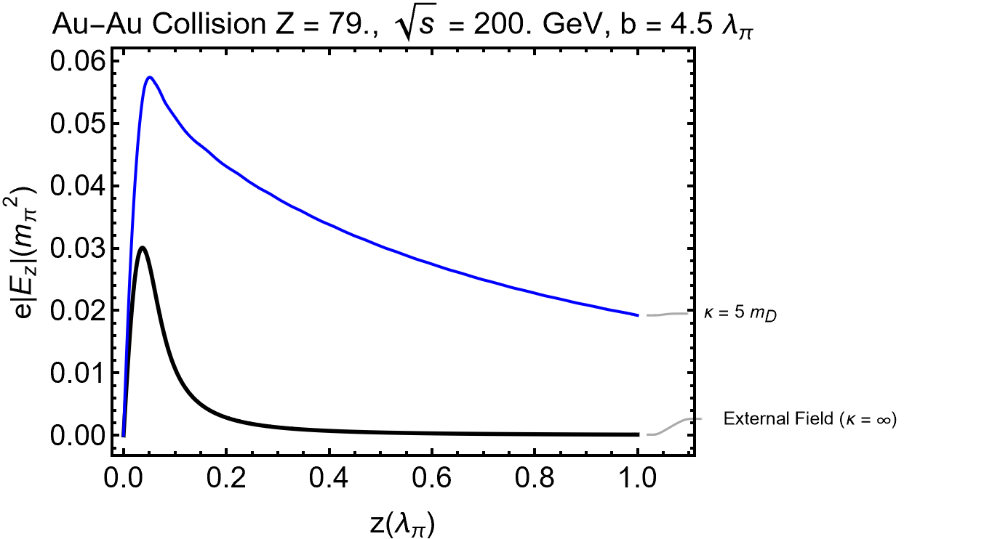 Au−Au Collision Z = 79., √s = 200. GeV, b = 4.5 λπ
0.06
0.05
0.04
0.03
0.02
0.01
0.00
e|Ez|(mπ²)
κ = 5 mD
External Field (κ = ∞)
0.0 0.2 0.4 0.6 0.8 1.0
z(λπ)